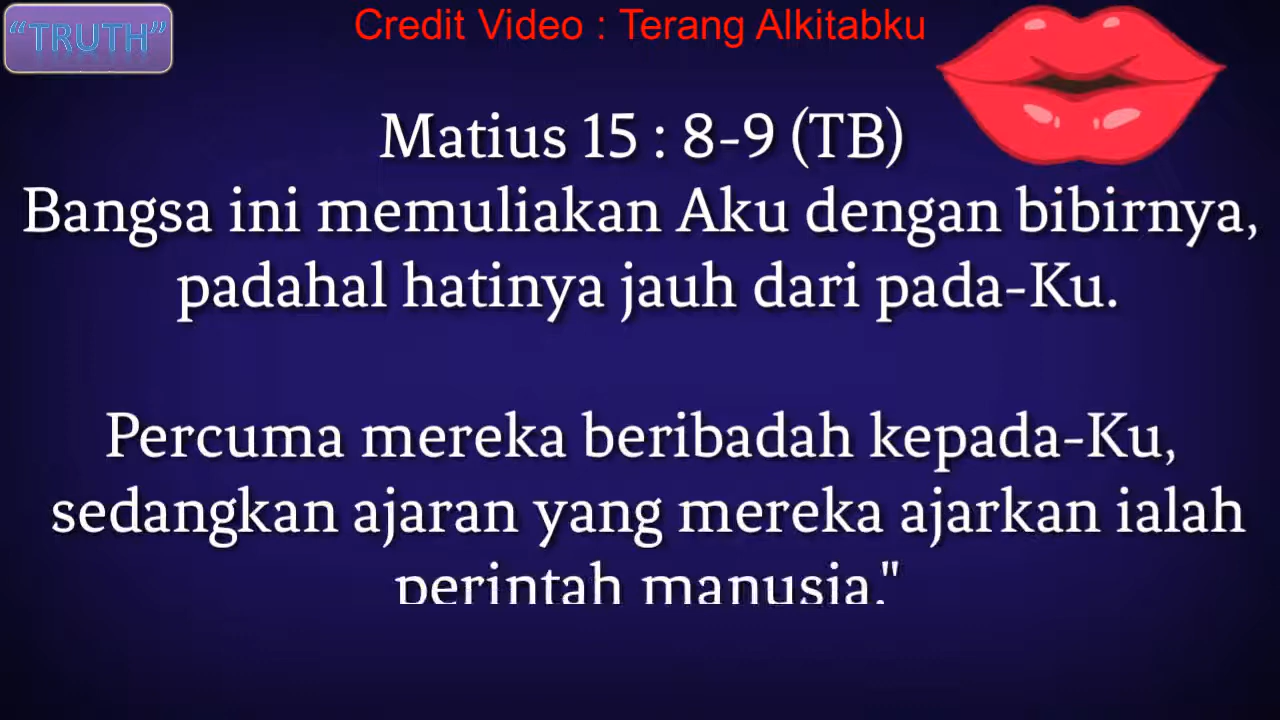 "TRUTH"
Credit Video : Terang Alkitabku
Matius 15 : 8-9 (TB)
Bangsa ini memuliakan Aku dengan bibirnya,
padahal hatinya jauh dari pada-Ku.
Percuma mereka beribadah kepada-Ku,
sedangkan ajaran yang mereka ajarkan ialah
perintah manusia."